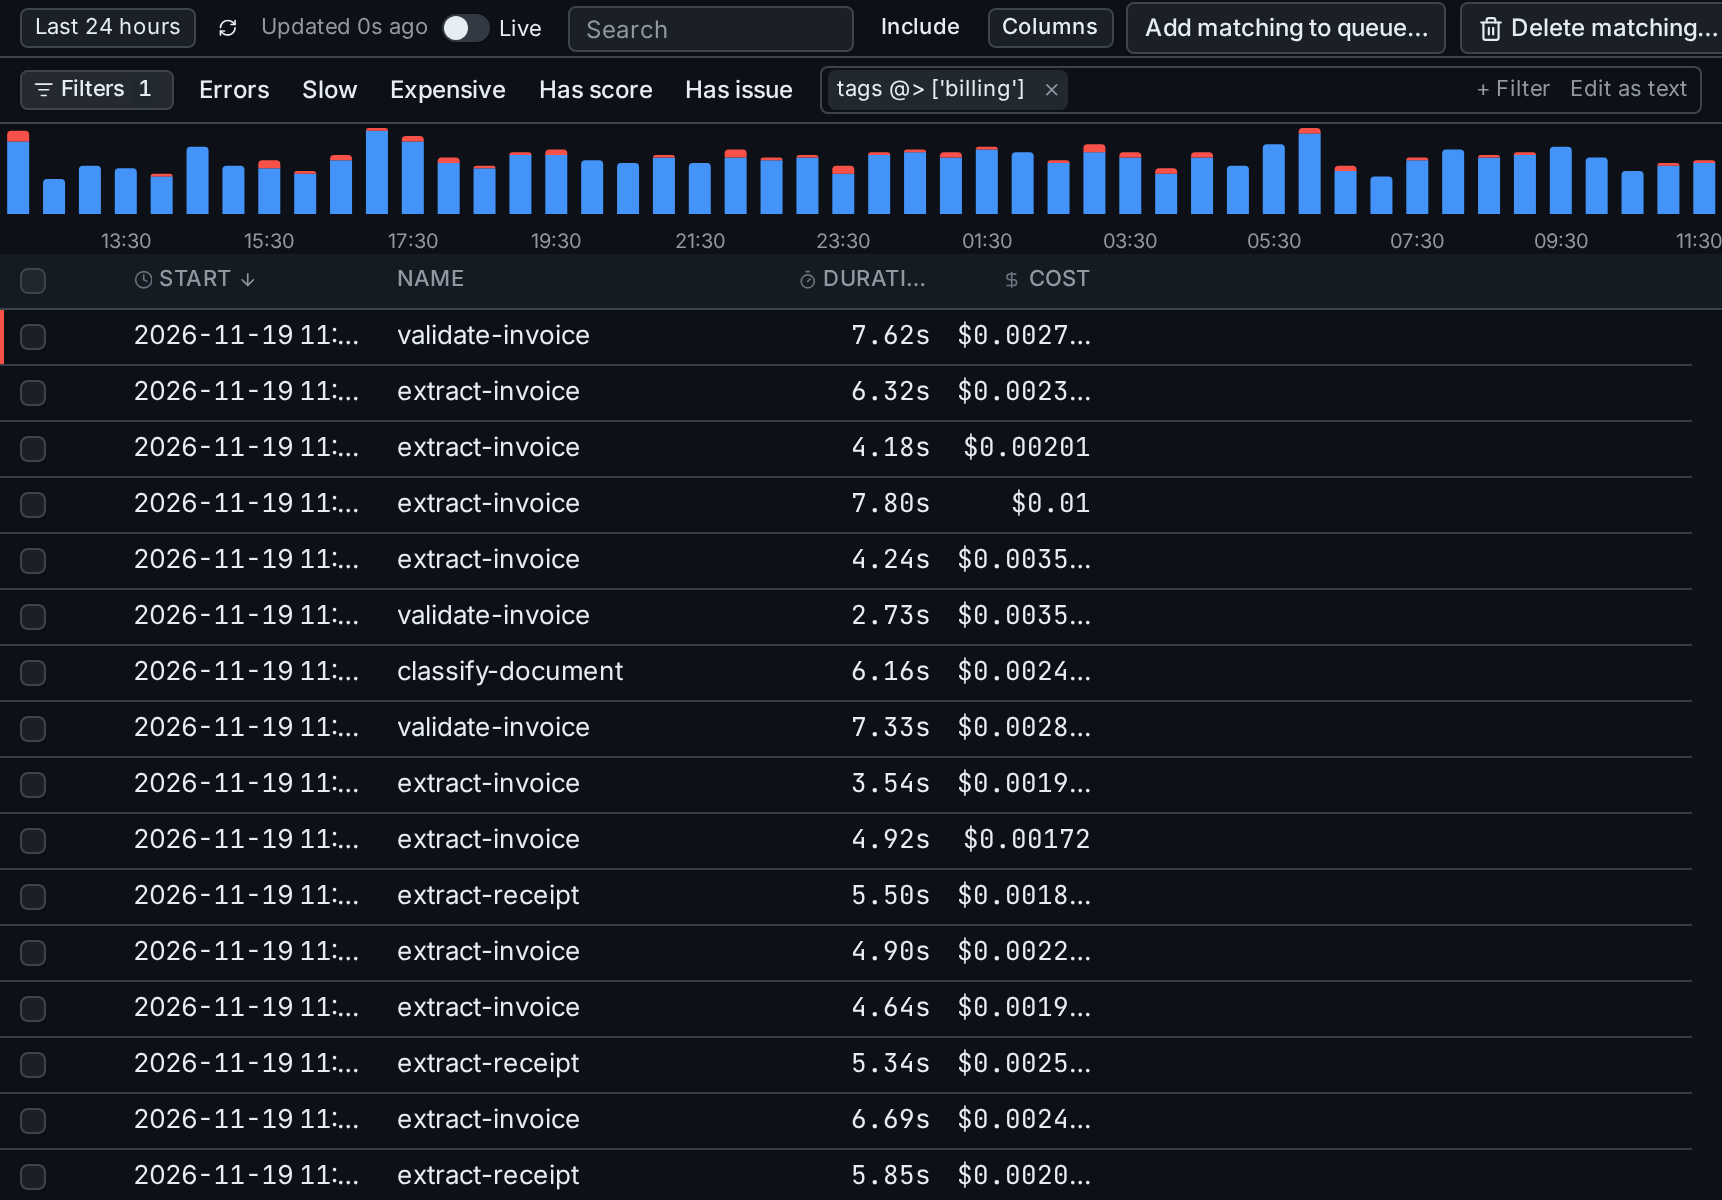 Last 24 hours Updated 0s ago Live Search Include Columns Add matching to queue... Delete matching...
Filters 1 Errors Slow Expensive Has score Has issue tags @> ['billing'] × + Filter Edit as text
13:30 15:30 17:30 19:30 21:30 23:30 01:30 03:30 05:30 07:30 09:30 11:30
START ↓ NAME DURATI... $ COST
2026-11-19 11:... validate-invoice 7.62s $0.0027...
2026-11-19 11:... extract-invoice 6.32s $0.0023...
2026-11-19 11:... extract-invoice 4.18s $0.00201
2026-11-19 11:... extract-invoice 7.80s $0.01
2026-11-19 11:... extract-invoice 4.24s $0.0035...
2026-11-19 11:... validate-invoice 2.73s $0.0035...
2026-11-19 11:... classify-document 6.16s $0.0024...
2026-11-19 11:... validate-invoice 7.33s $0.0028...
2026-11-19 11:... extract-invoice 3.54s $0.0019...
2026-11-19 11:... extract-invoice 4.92s $0.00172
2026-11-19 11:... extract-receipt 5.50s $0.0018...
2026-11-19 11:... extract-invoice 4.90s $0.0022...
2026-11-19 11:... extract-invoice 4.64s $0.0019...
2026-11-19 11:... extract-receipt 5.34s $0.0025...
2026-11-19 11:... extract-invoice 6.69s $0.0024...
2026-11-19 11:... extract-receipt 5.85s $0.0020...